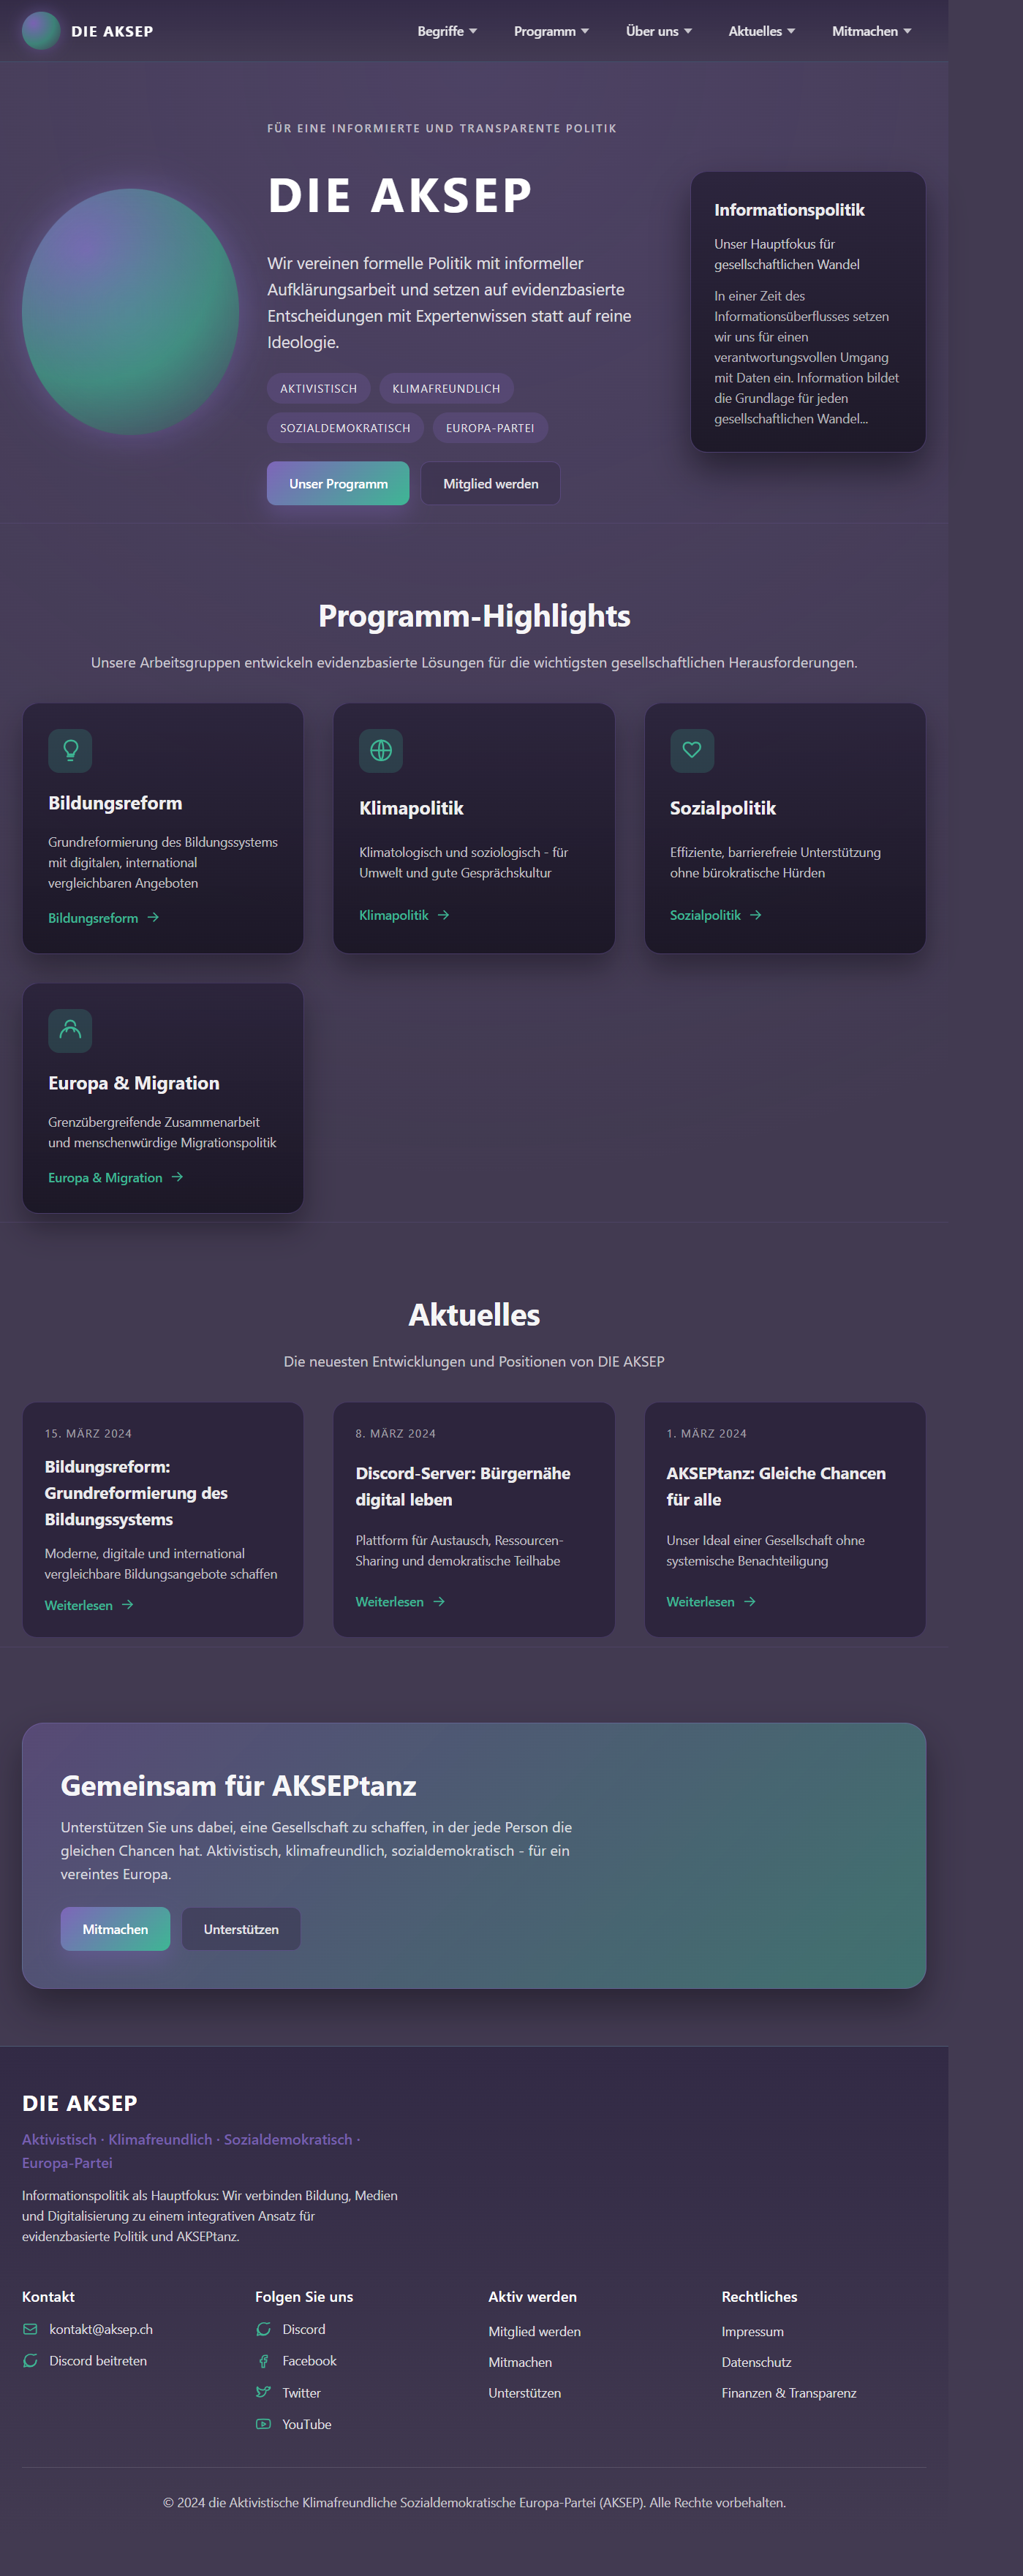 DIE AKSEP
Begriffe
Programm
Über uns
Aktuelles
Mitmachen
FÜR EINE INFORMIERTE UND TRANSPARENTE POLITIK
DIE AKSEP
Wir vereinen formelle Politik mit informeller
Aufklärungsarbeit und setzen auf evidenzbasierte
Entscheidungen mit Expertenwissen statt auf reine
Ideologie.
AKTIVISTISCH
KLIMAFREUNDLICH
SOZIALDEMOKRATISCH
EUROPA-PARTEI
Unser Programm
Mitglied werden
Informationspolitik
Unser Hauptfokus für
gesellschaftlichen Wandel
In einer Zeit des
Informationsüberflusses setzen
wir uns für einen
verantwortungsvollen Umgang
mit Daten ein. Information bildet
die Grundlage für jeden
gesellschaftlichen Wandel...
Programm-Highlights
Unsere Arbeitsgruppen entwickeln evidenzbasierte Lösungen für die wichtigsten gesellschaftlichen Herausforderungen.
Bildungsreform
Grundreformierung des Bildungssystems
mit digitalen, international
vergleichbaren Angeboten
Bildungsreform
Klimapolitik
Klimatologisch und soziologisch - für
Umwelt und gute Gesprächskultur
Klimapolitik
Sozialpolitik
Effiziente, barrierefreie Unterstützung
ohne bürokratische Hürden
Sozialpolitik
Europa & Migration
Grenzübergreifende Zusammenarbeit
und menschenwürdige Migrationspolitik
Europa & Migration
Aktuelles
Die neuesten Entwicklungen und Positionen von DIE AKSEP
15. MÄRZ 2024
Bildungsreform:
Grundreformierung des
Bildungssystems
Moderne, digitale und international
vergleichbare Bildungsangebote schaffen
Weiterlesen
8. MÄRZ 2024
Discord-Server: Bürgernähe
digital leben
Plattform für Austausch, Ressourcen-
Sharing und demokratische Teilhabe
Weiterlesen
1. MÄRZ 2024
AKSEPtanz: Gleiche Chancen
für alle
Unser Ideal einer Gesellschaft ohne
systemische Benachteiligung
Weiterlesen
Gemeinsam für AKSEPtanz
Unterstützen Sie uns dabei, eine Gesellschaft zu schaffen, in der jede Person die
gleichen Chancen hat. Aktivistisch, klimafreundlich, sozialdemokratisch - für ein
vereintes Europa.
Mitmachen
Unterstützen
DIE AKSEP
Aktivistisch · Klimafreundlich · Sozialdemokratisch ·
Europa-Partei
Informationspolitik als Hauptfokus: Wir verbinden Bildung, Medien
und Digitalisierung zu einem integrativen Ansatz für
evidenzbasierte Politik und AKSEPtanz.
Kontakt
kontakt@aksep.ch
Discord beitreten
Folgen Sie uns
Discord
Facebook
Twitter
YouTube
Aktiv werden
Mitglied werden
Mitmachen
Unterstützen
Rechtliches
Impressum
Datenschutz
Finanzen & Transparenz
© 2024 die Aktivistische Klimafreundliche Sozialdemokratische Europa-Partei (AKSEP). Alle Rechte vorbehalten.